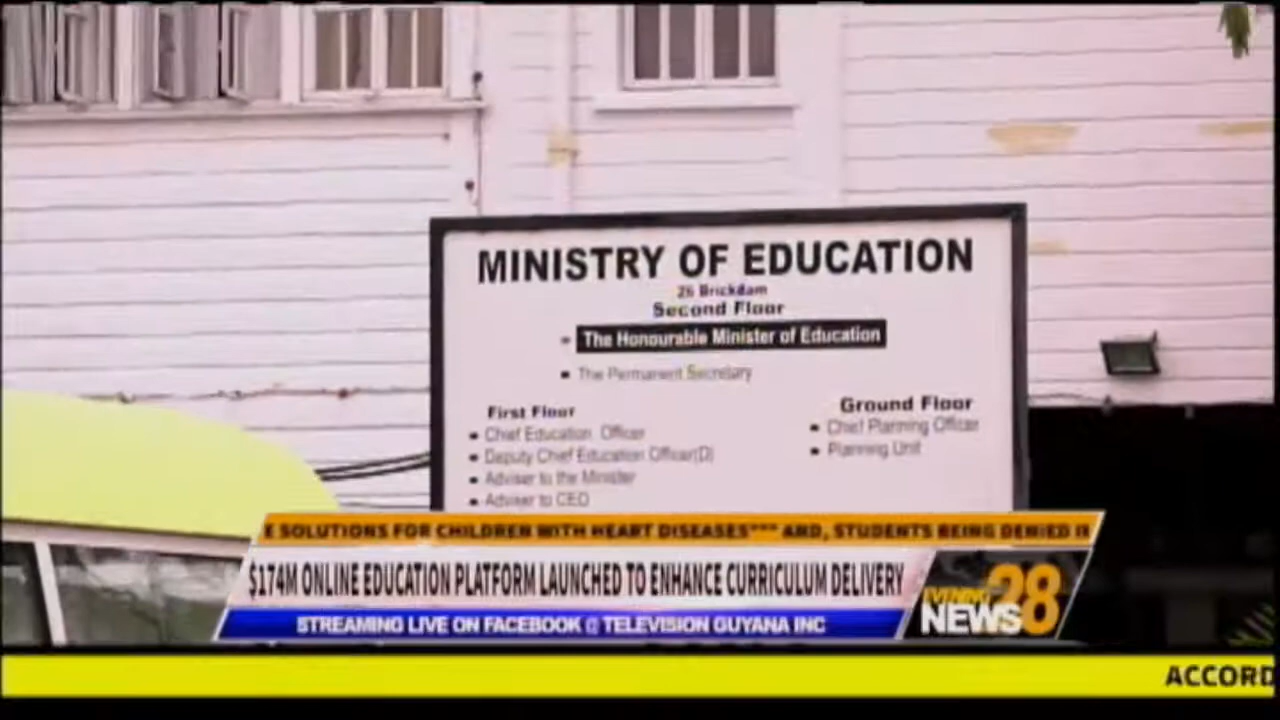 MINISTRY OF EDUCATION
26 Brickdam
Second Floor
The Honourable Minister of Education
The Permanent Secretary
First Floor
Chief Education Officer
Deputy Chief Education Officer(D)
Adviser to the Minister
Adviser to CEO
Ground Floor
Chief Planning Officer
Planning Unit
E SOLUTIONS FOR CHILDREN WITH HEART DISEASES*** AND, STUDENTS BEING DENIED
$174M ONLINE EDUCATION PLATFORM LAUNCHED TO ENHANCE CURRICULUM DELIVERY
STREAMING LIVE ON FACEBOOK @ TELEVISION GUYANA INC
EVENING
NEWS 28
ACCORD